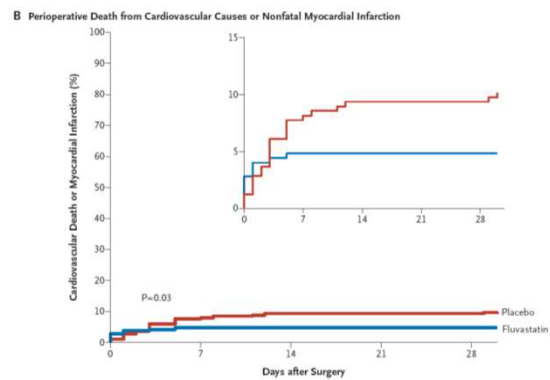 B Perioperative Death from Cardiovascular Causes or Nonfatal Myocardial Infarction
Cardiovascular Death or Myocardial Infarction (%)
100
90
80
70
60
50
40
30
20
10
0
15
10
5
0
0 7 14 21 28
P=0.03
Placebo
Fluvastatin
0 7 14 21 28
Days after Surgery